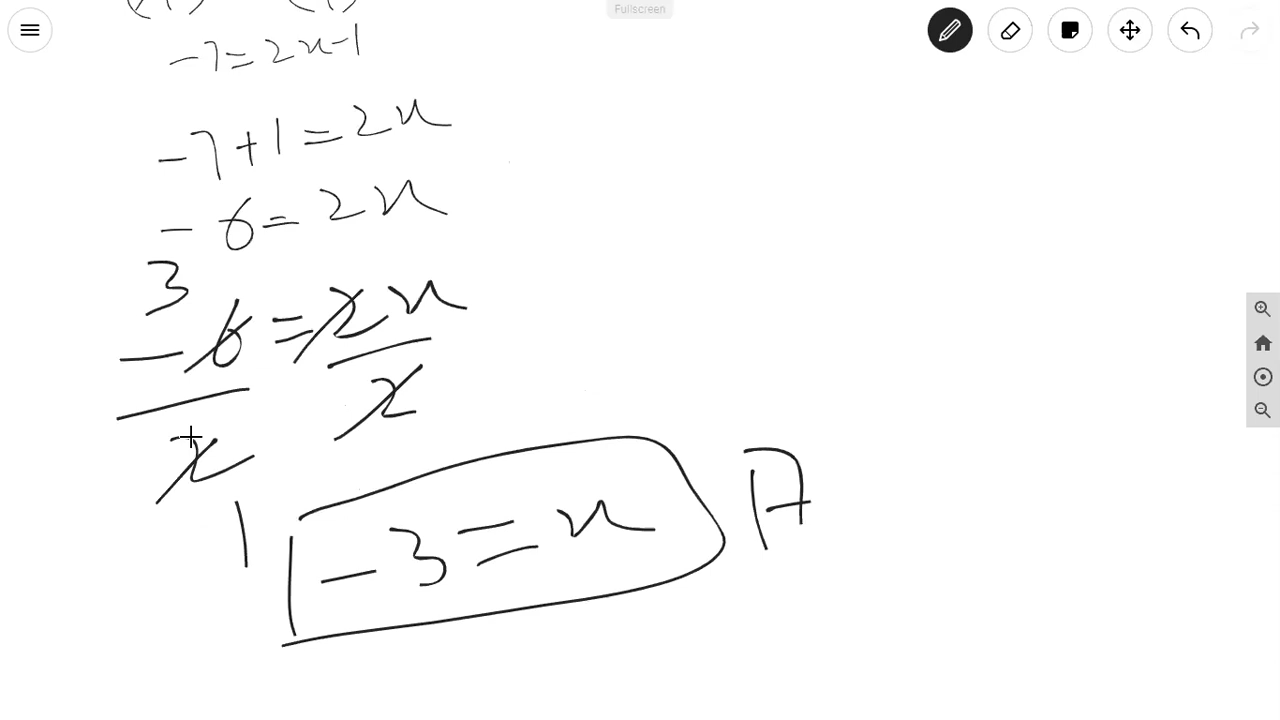 Fullscreen
-7=2x-1
-7+1=2x
-6=2x
3
-6=2x
2 2
1
-3=x A